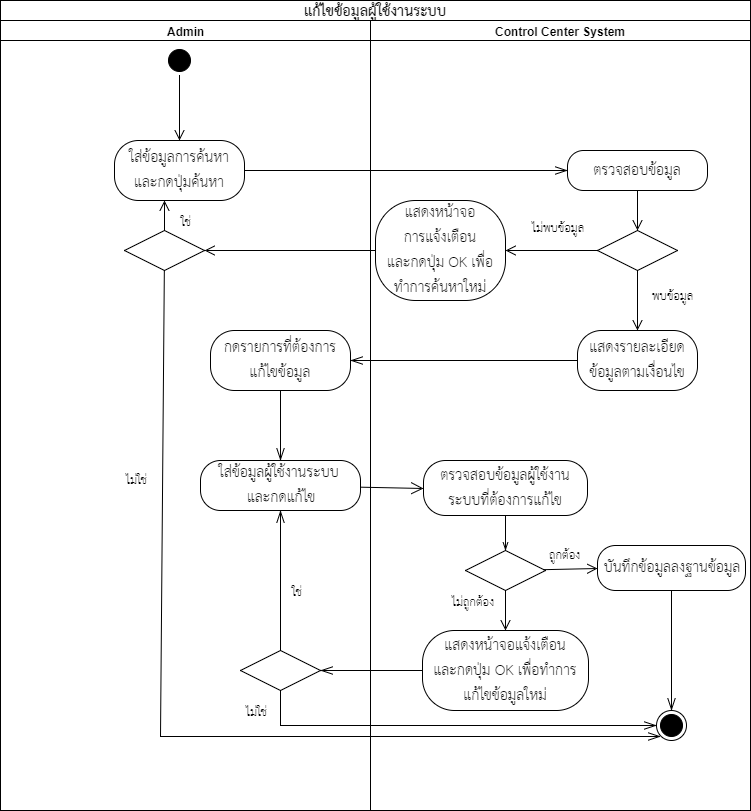 แก้ไขข้อมูลผู้ใช้งานระบบ
Admin
Control Center System
ใส่ข้อมูลการค้นหา
และกดปุ่มค้นหา
ตรวจสอบข้อมูล
ใช่
แสดงหน้าจอ
การแจ้งเตือน
และกดปุ่ม OK เพื่อ
ทำการค้นหาใหม่
ไม่พบข้อมูล
พบข้อมูล
กดรายการที่ต้องการ
แก้ไขข้อมูล
แสดงรายละเอียด
ข้อมูลตามเงื่อนไข
ไม่ใช่
ใส่ข้อมูลผู้ใช้งานระบบ
และกดแก้ไข
ตรวจสอบข้อมูลผู้ใช้งาน
ระบบที่ต้องการแก้ไข
ถูกต้อง
บันทึกข้อมูลลงฐานข้อมูล
ไม่ถูกต้อง
ใช่
แสดงหน้าจอแจ้งเตือน
และกดปุ่ม OK เพื่อทำการ
แก้ไขข้อมูลใหม่
ไม่ใช่